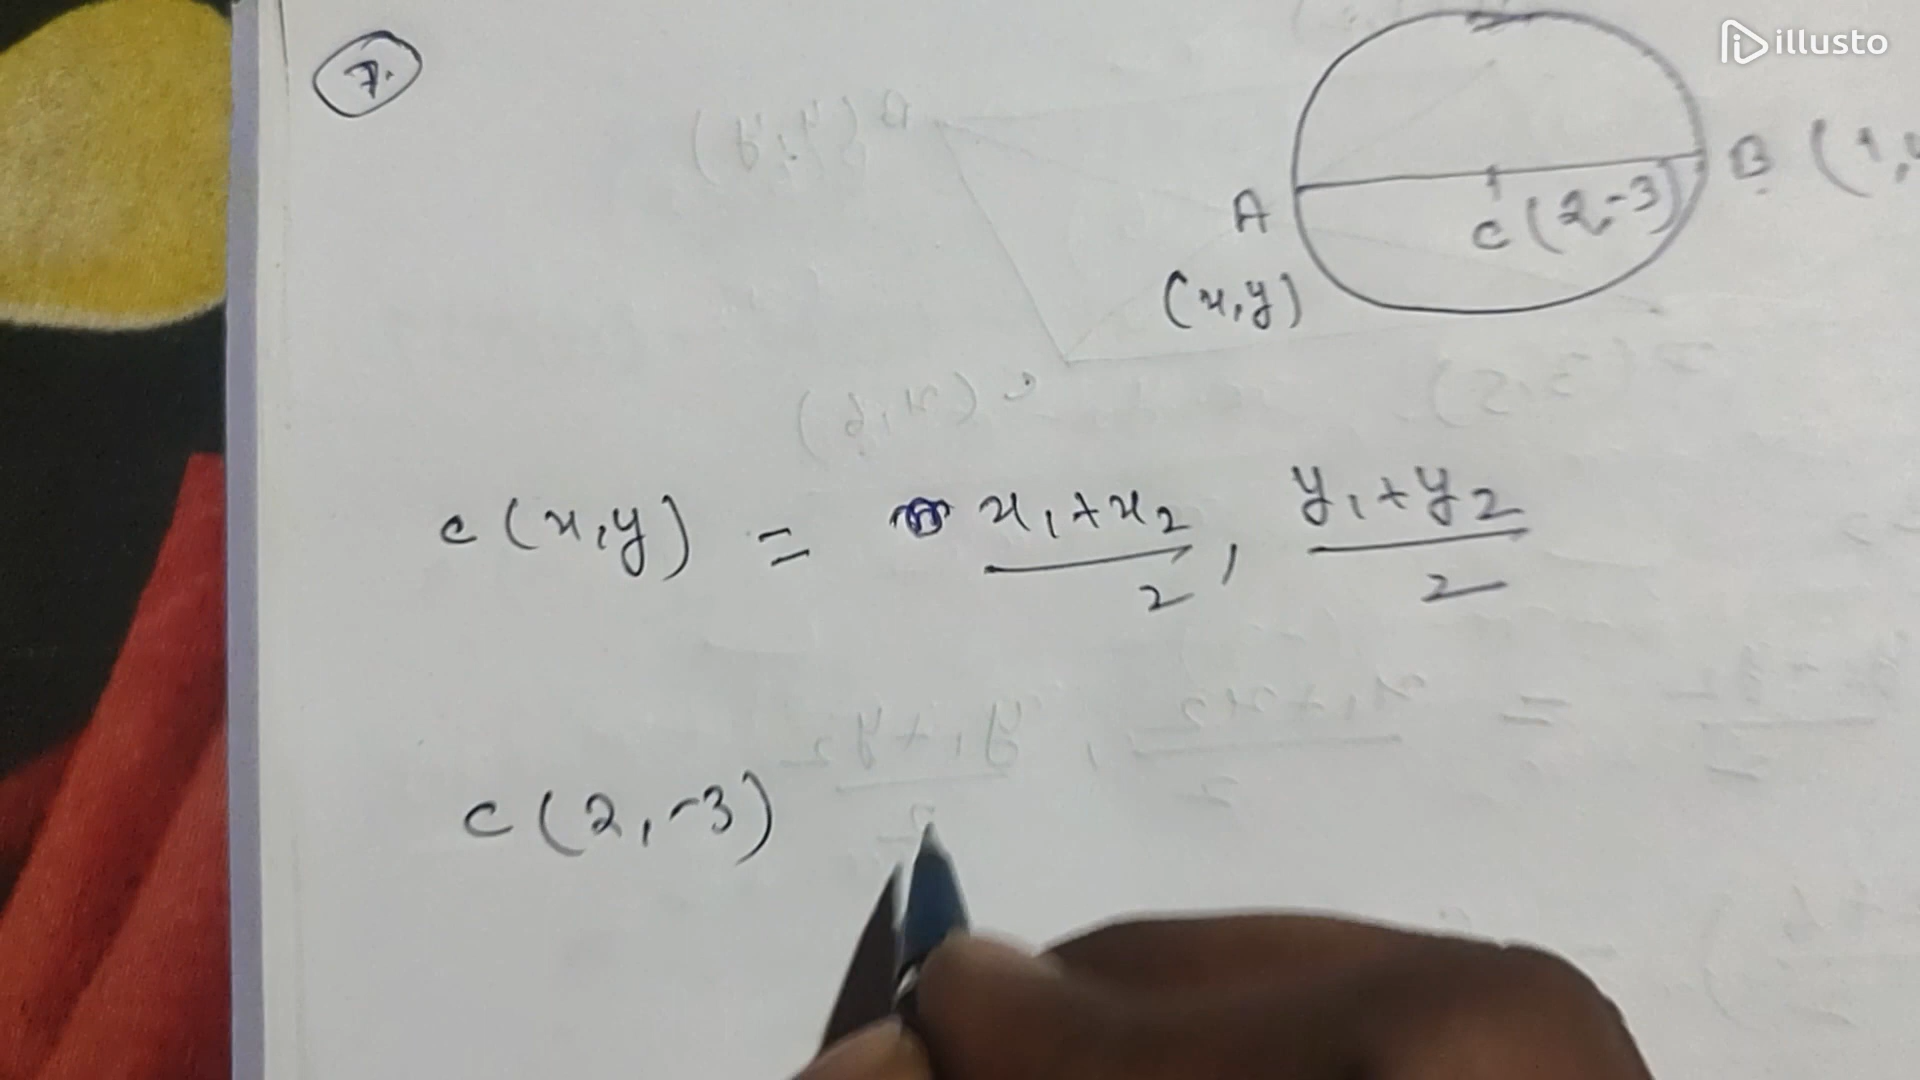 illusto
7.
B (1,
A
C (2,-3)
(x,y)
c(x,y) = x₁+x₂/2, y₁+y₂/2
C(2,-3)